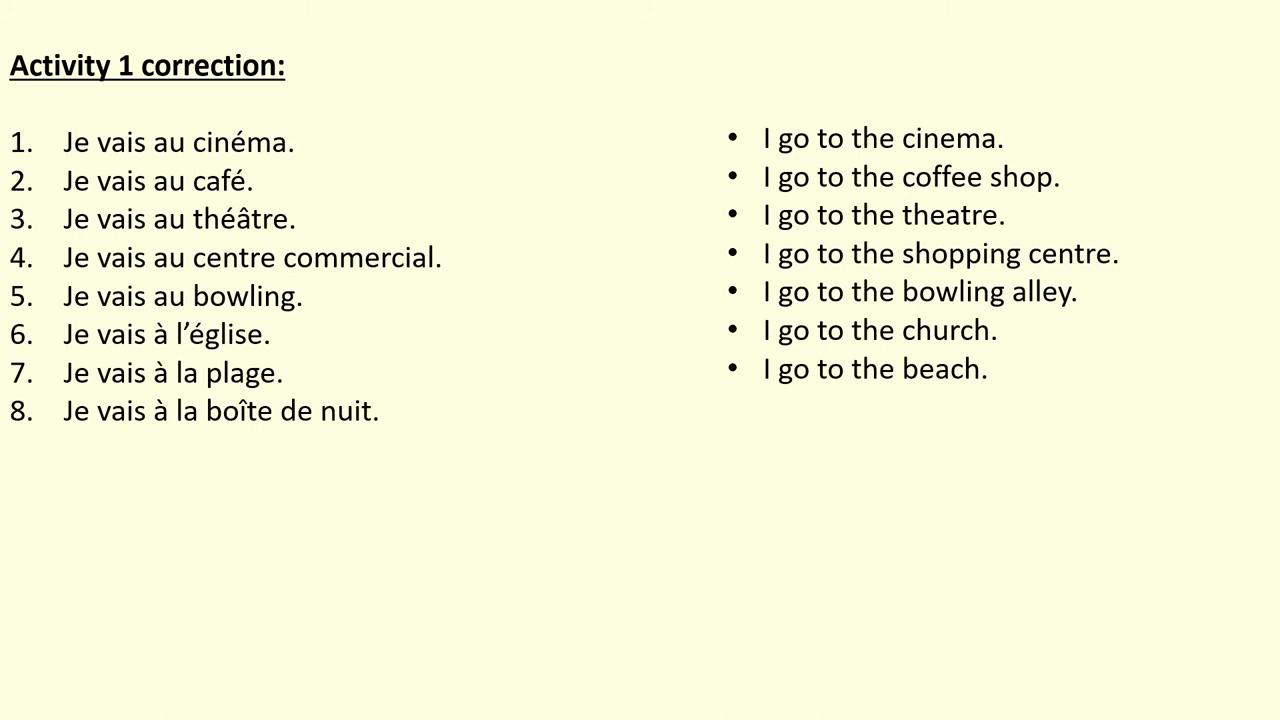 Activity 1 correction:
1. Je vais au cinéma.
2. Je vais au café.
3. Je vais au théâtre.
4. Je vais au centre commercial.
5. Je vais au bowling.
6. Je vais à l’église.
7. Je vais à la plage.
8. Je vais à la boîte de nuit.
• I go to the cinema.
• I go to the coffee shop.
• I go to the theatre.
• I go to the shopping centre.
• I go to the bowling alley.
• I go to the church.
• I go to the beach.